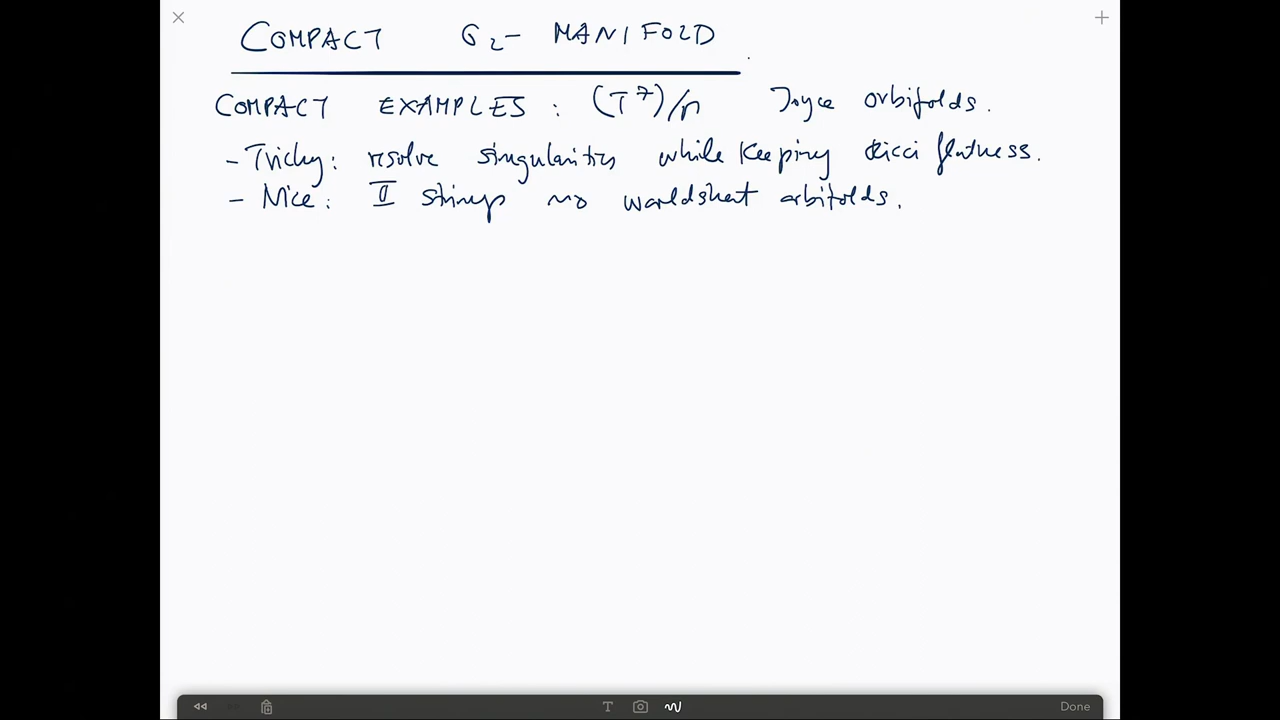 COMPACT G₂- MANIFOLD
COMPACT EXAMPLES : (T⁷)/Γ Joyce orbifolds.
- Tricky: resolve singularities while keeping Ricci flatness.
- Nice: II strings ⇝ worldsheet orbifolds.
T
Done